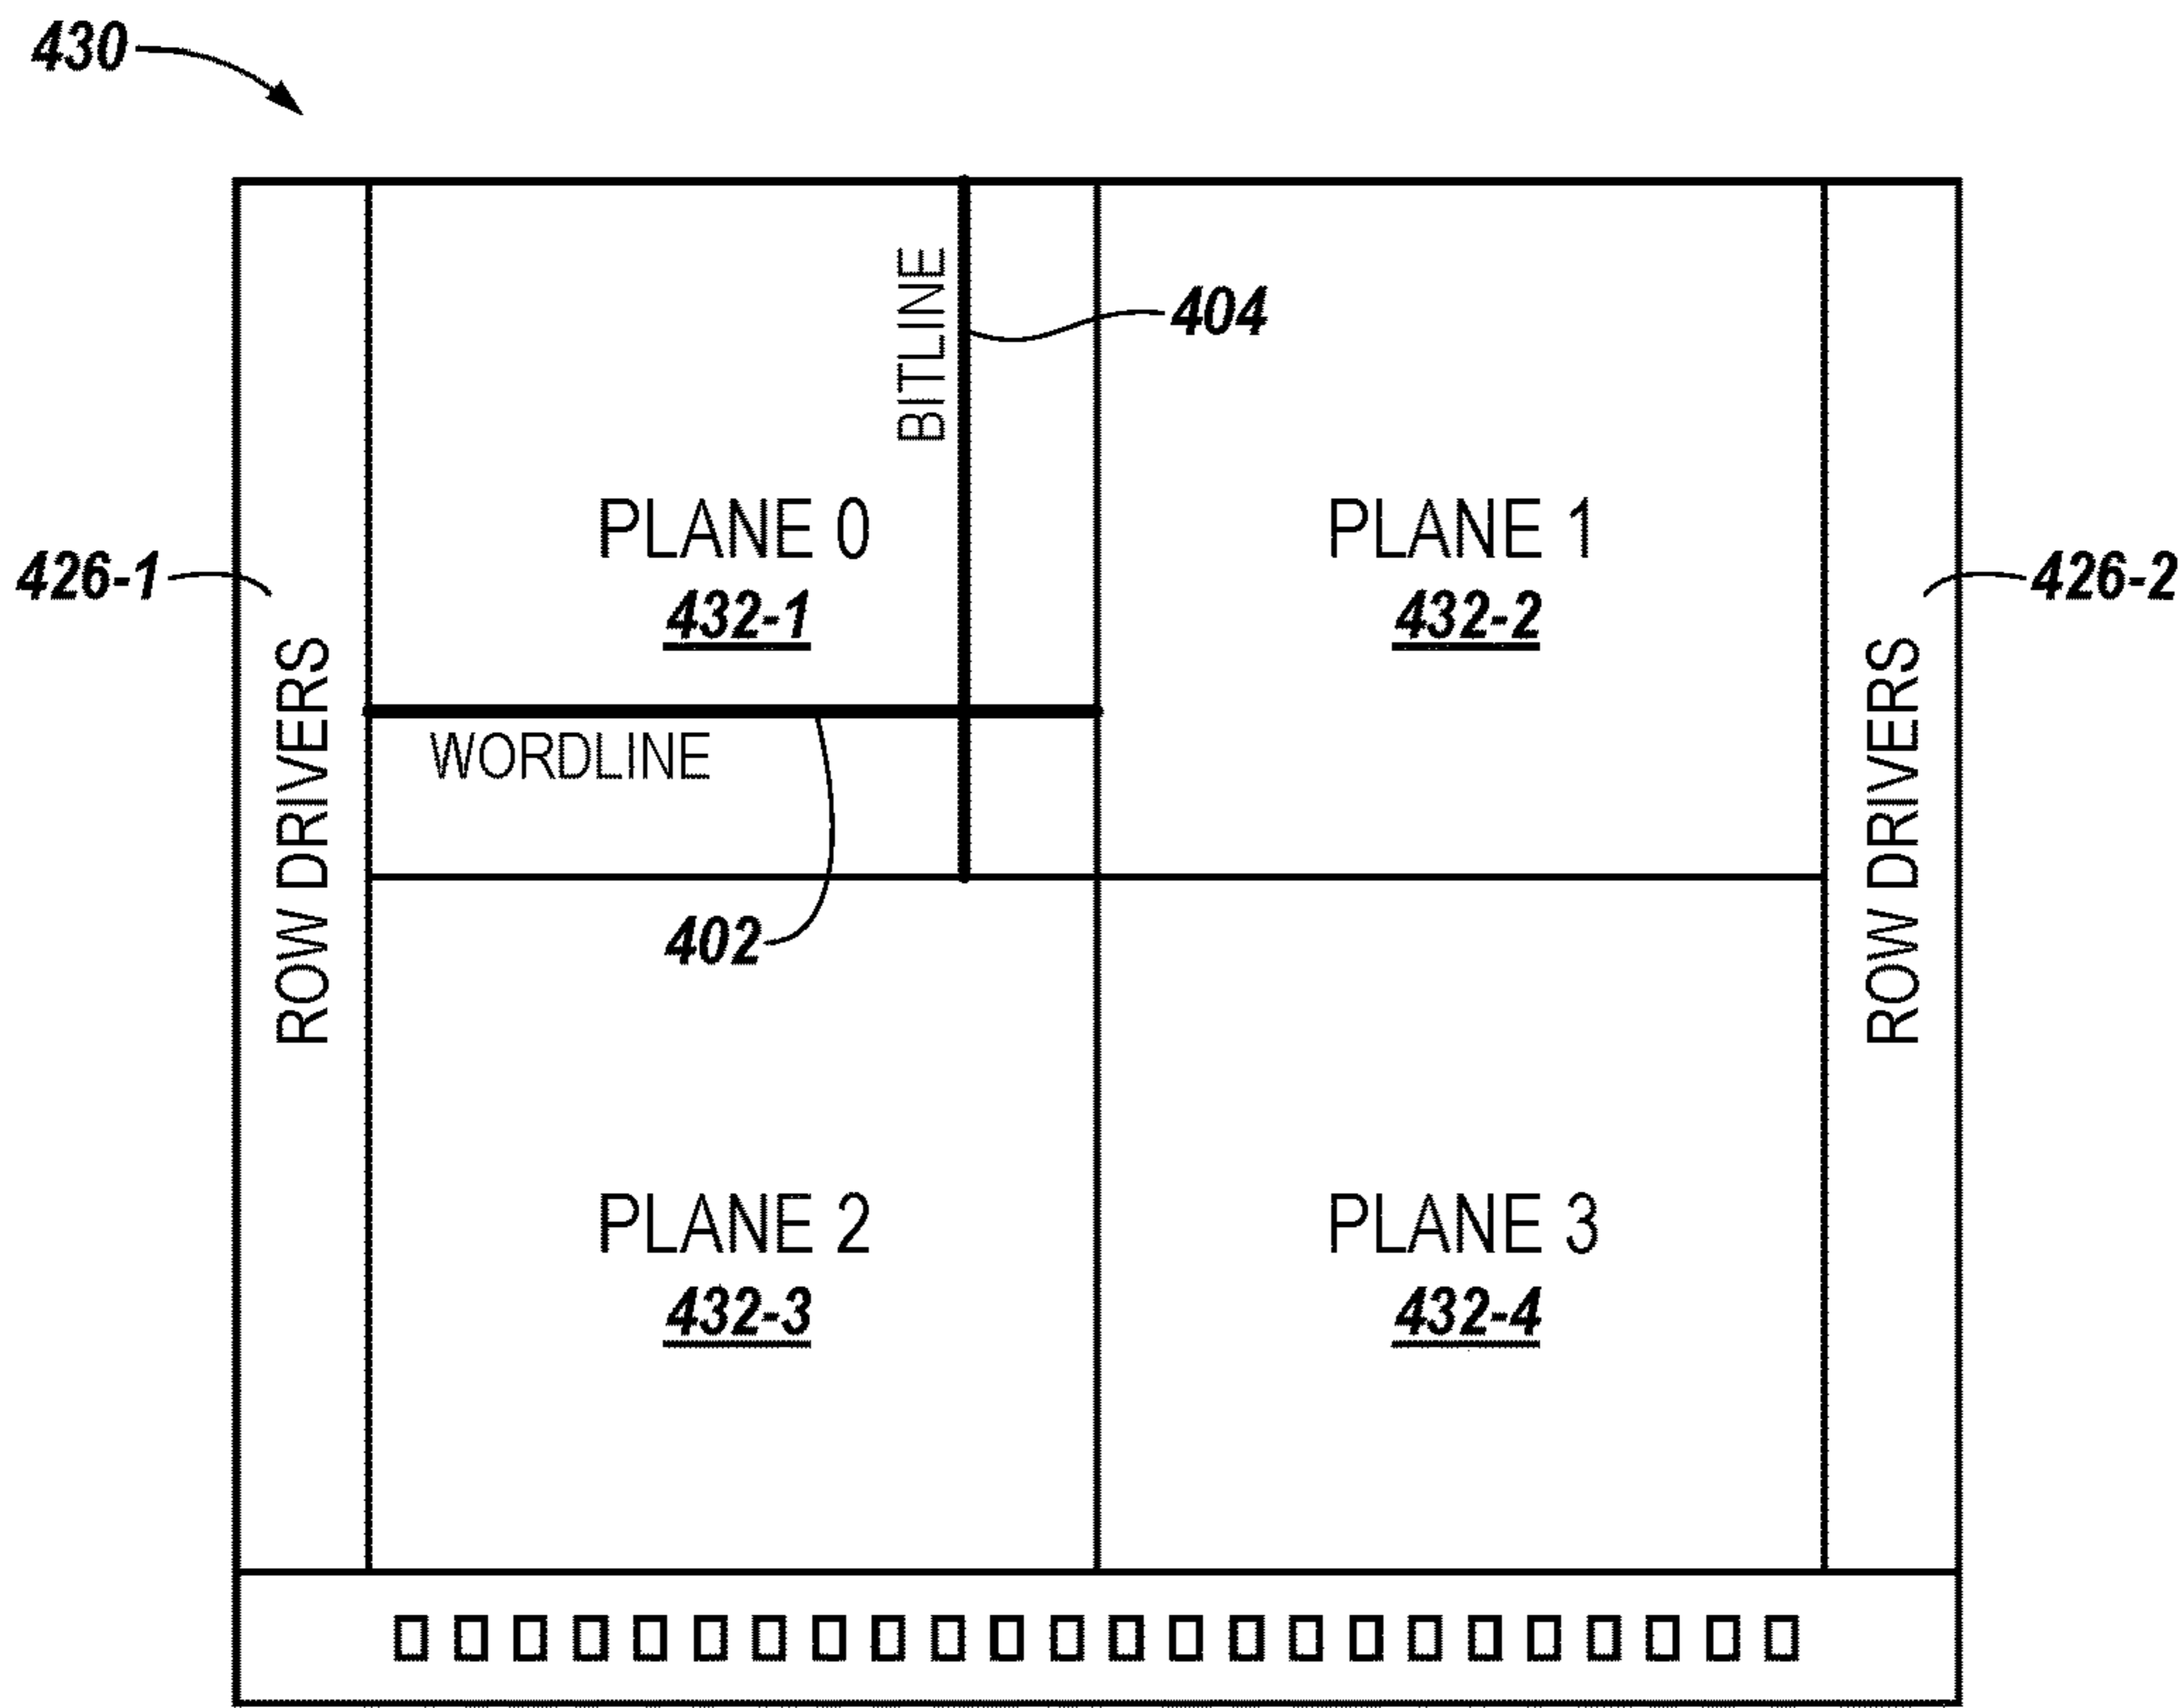 430
BITLINE
404
PLANE 0
432-1
PLANE 1
432-2
426-1
426-2
ROW DRIVERS
WORDLINE
ROW DRIVERS
402
PLANE 2
432-3
PLANE 3
432-4